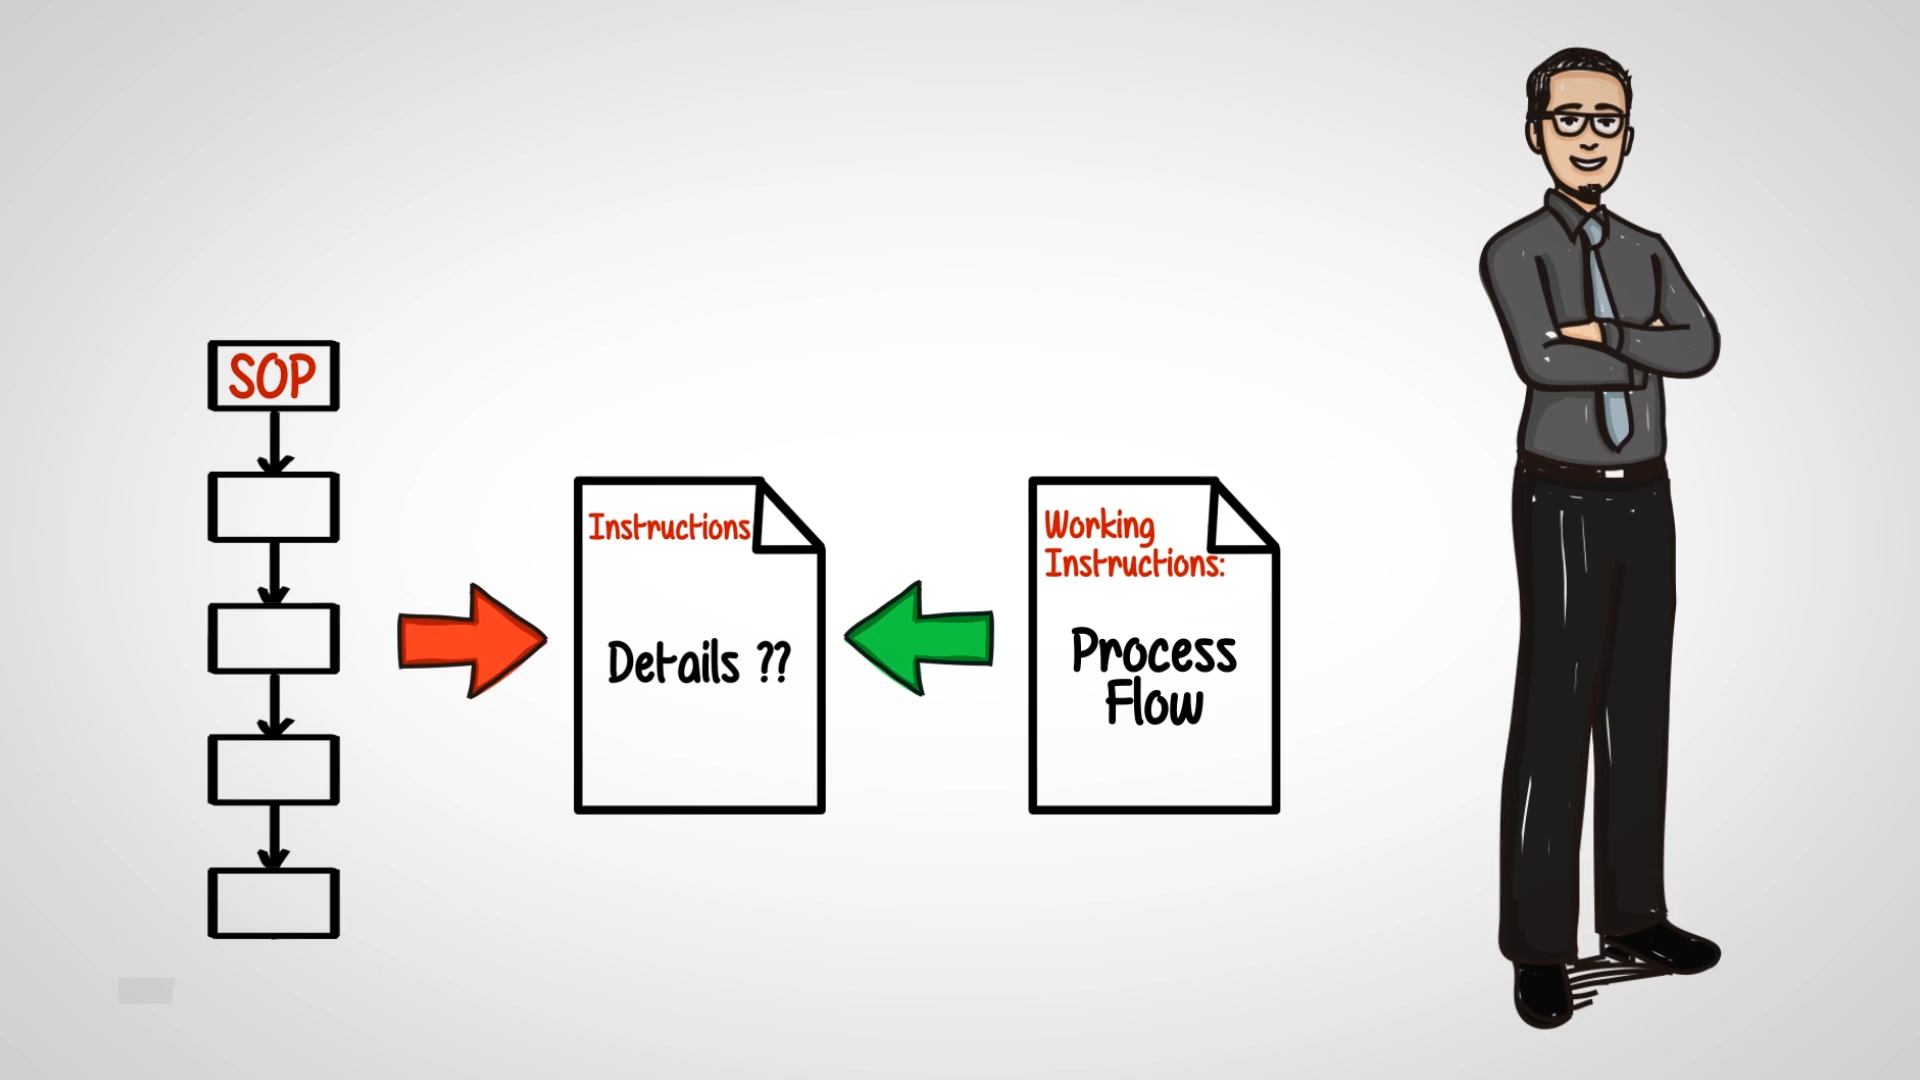 SOP
Instructions
Details ??
Working
Instructions:
Process
Flow